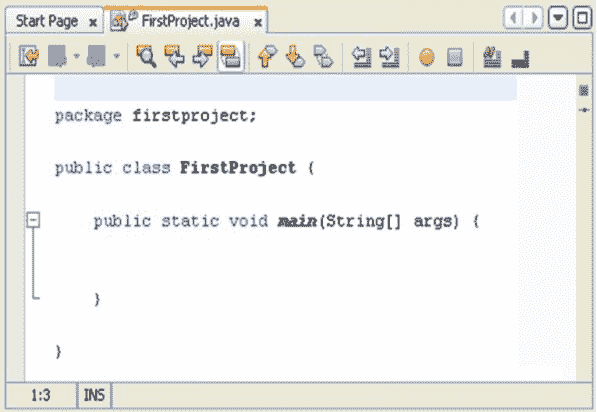 Start Page x FirstProject.java x
package firstproject;
public class FirstProject {
public static void main(String[] args) {
}
}
1:3 INS